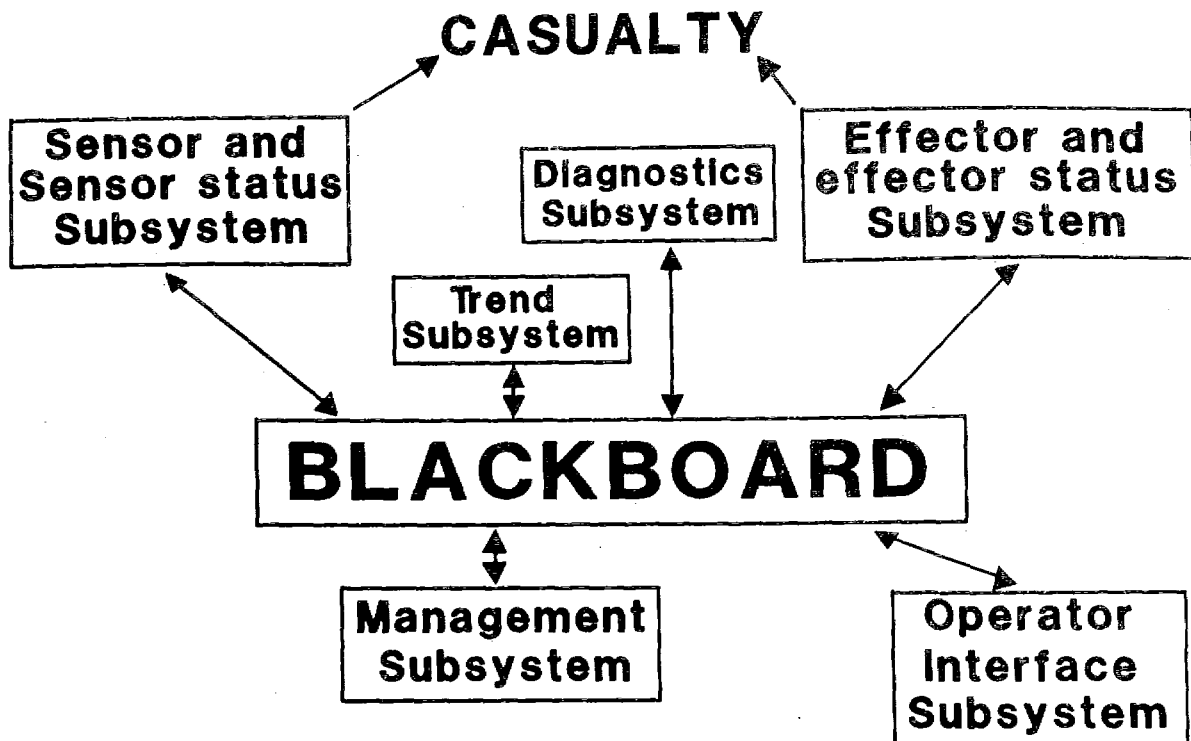 CASUALTY
Sensor and
Sensor status
Subsystem
Diagnostics
Subsystem
Effector and
effector status
Subsystem
Trend
Subsystem
BLACKBOARD
Management
Subsystem
Operator
Interface
Subsystem